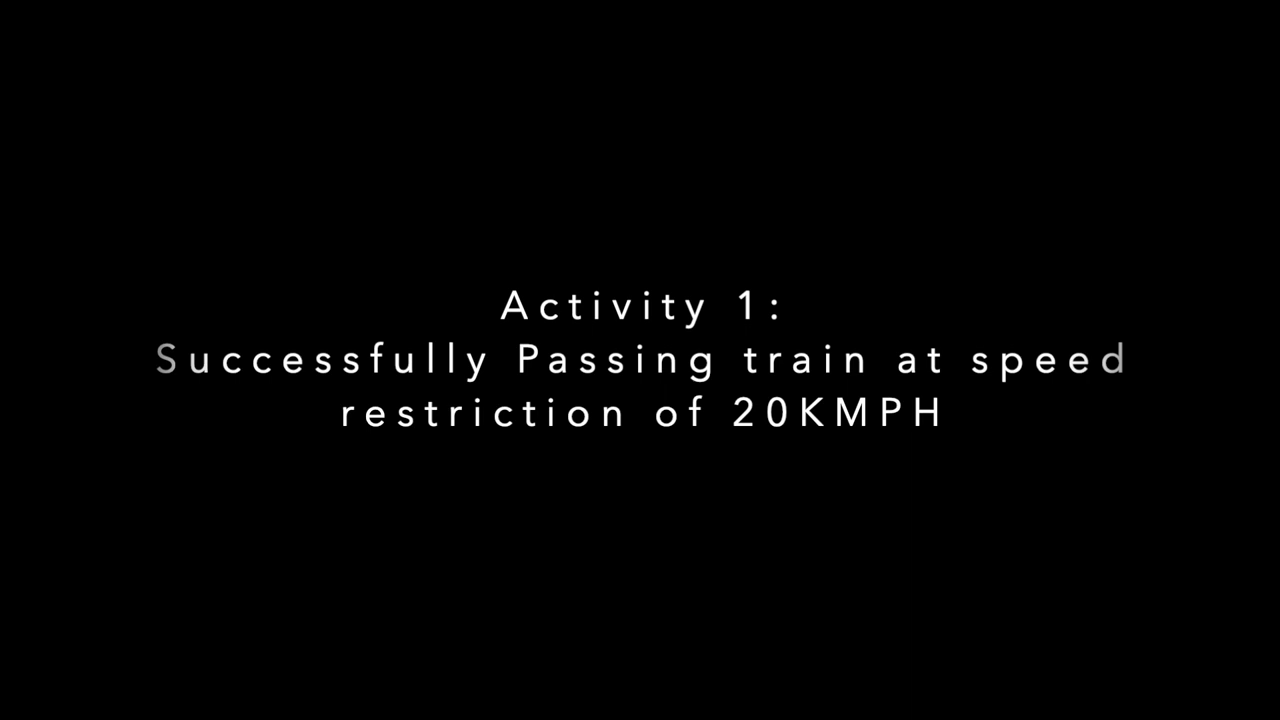 Activity 1:
Successfully Passing train at speed
restriction of 20KMPH